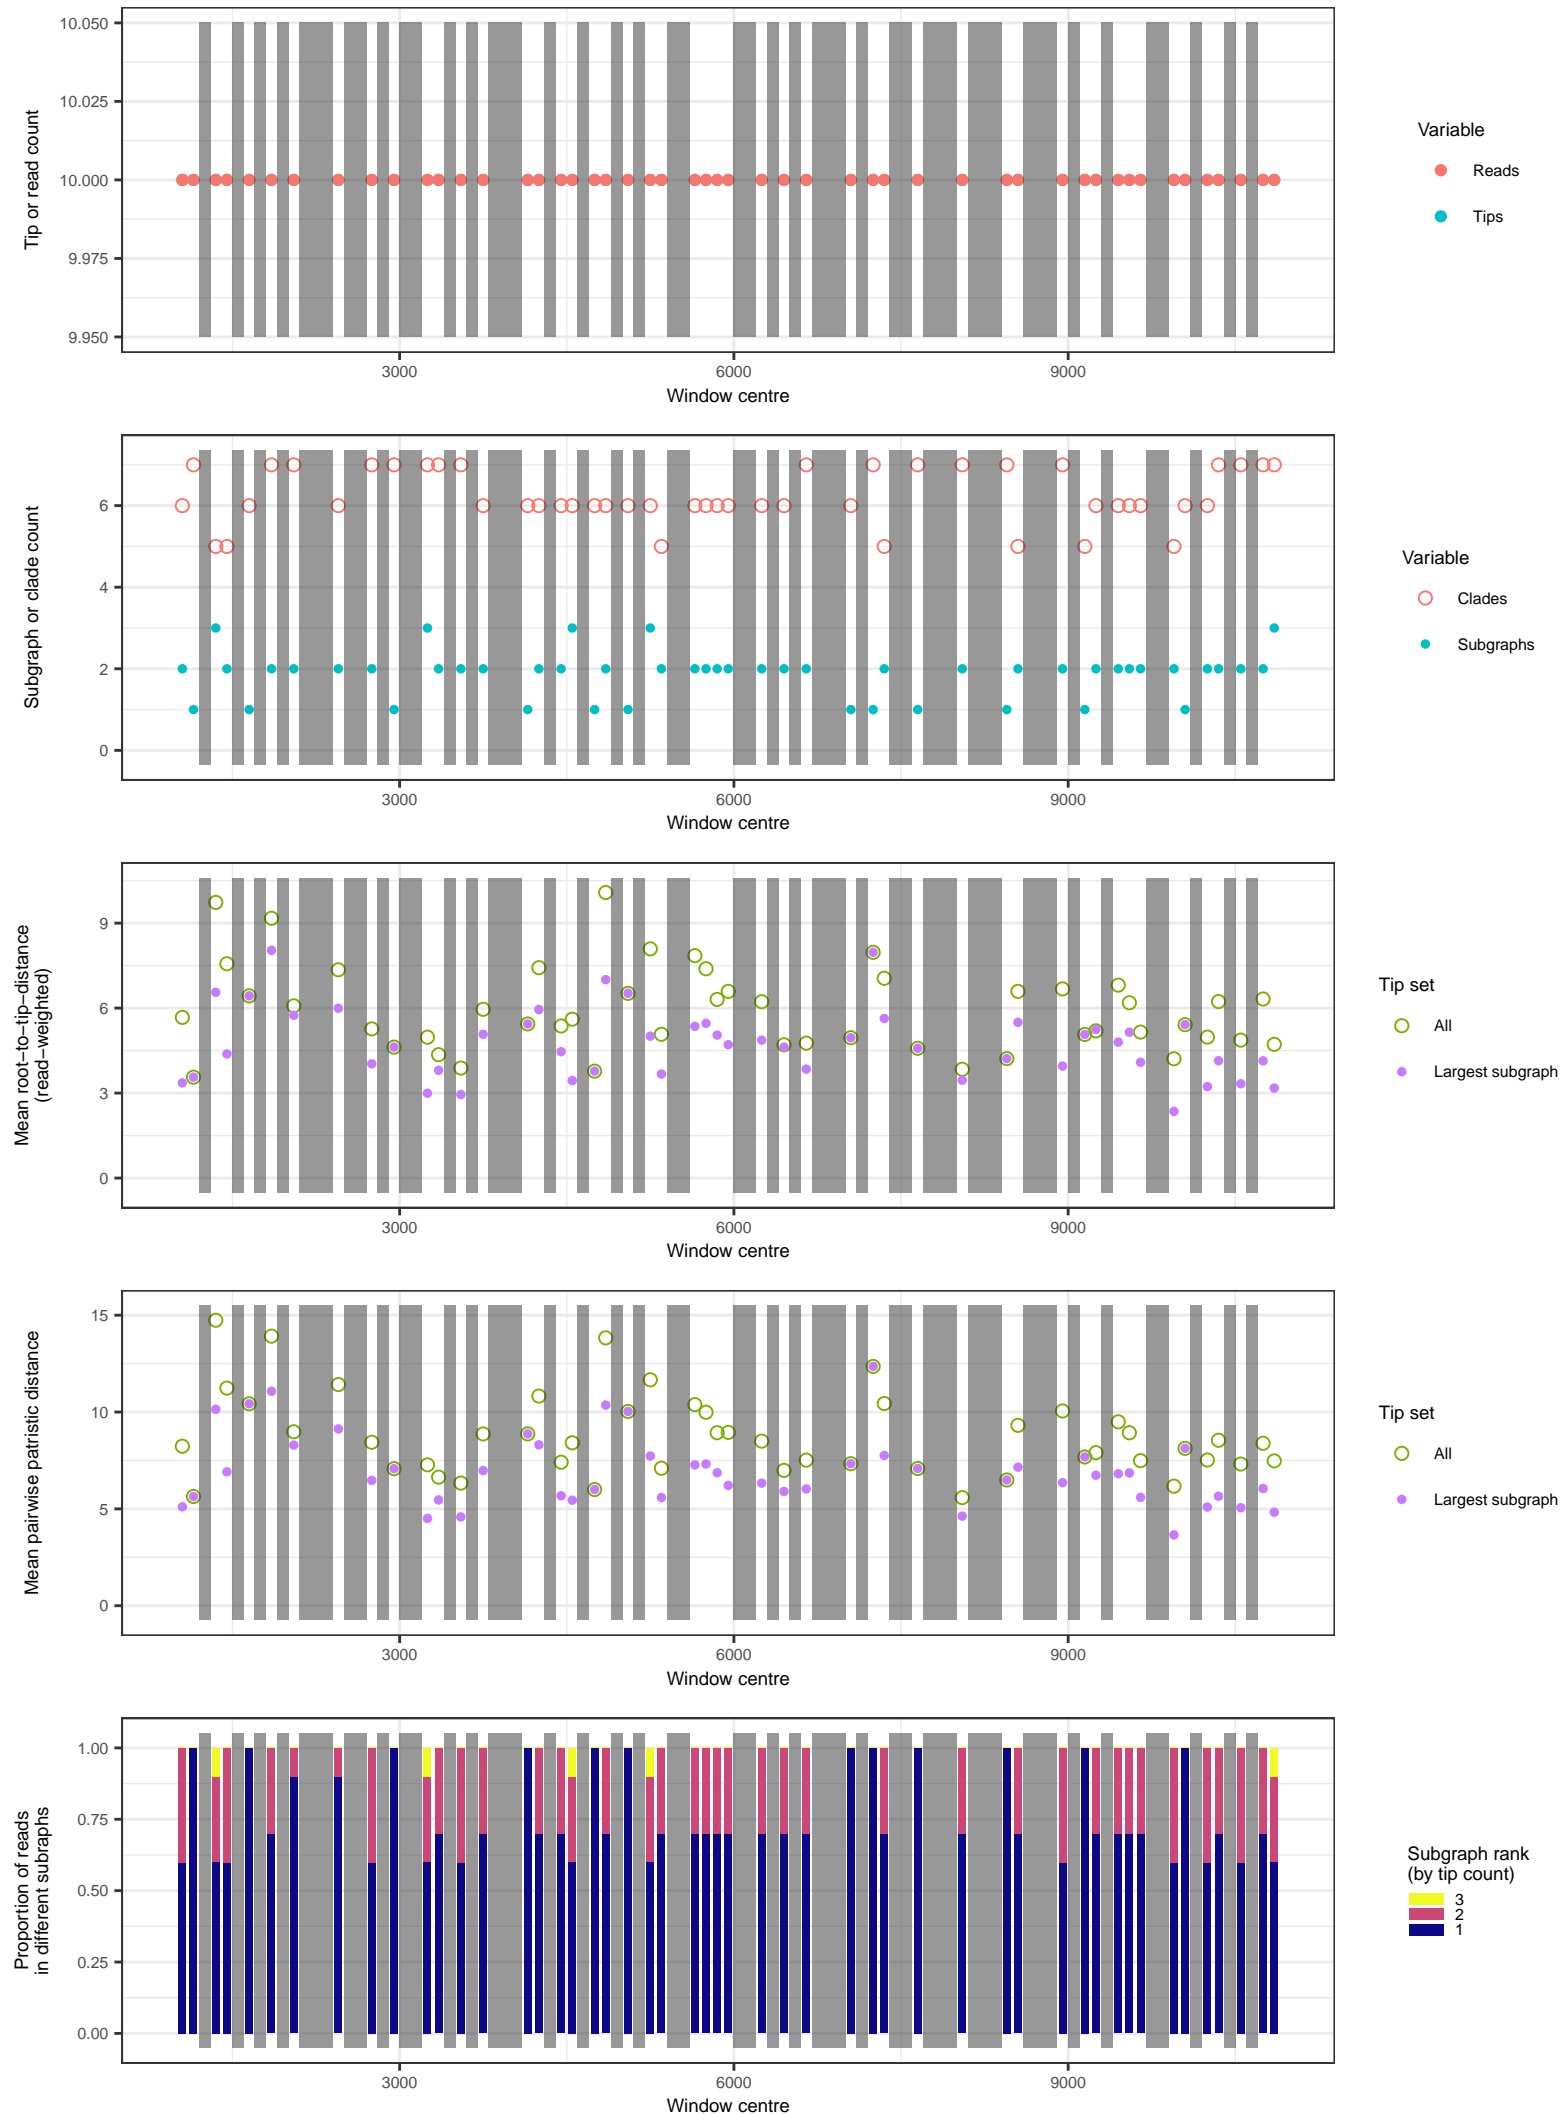 10.050
10.025
10.000
9.975
9.950
Tip or read count
3000
6000
9000
Window centre
Variable
Reads
Tips
6
4
2
0
Subgraph or clade count
3000
6000
9000
Window centre
Variable
Clades
Subgraphs
9
6
3
0
Mean root−to−tip−distance
(read−weighted)
3000
6000
9000
Window centre
Tip set
All
Largest subgraph
15
10
5
0
Mean pairwise patristic distance
3000
6000
9000
Window centre
Tip set
All
Largest subgraph
1.00
0.75
0.50
0.25
0.00
Proportion of reads
in different subraphs
3000
6000
9000
Window centre
Subgraph rank
(by tip count)
3
2
1